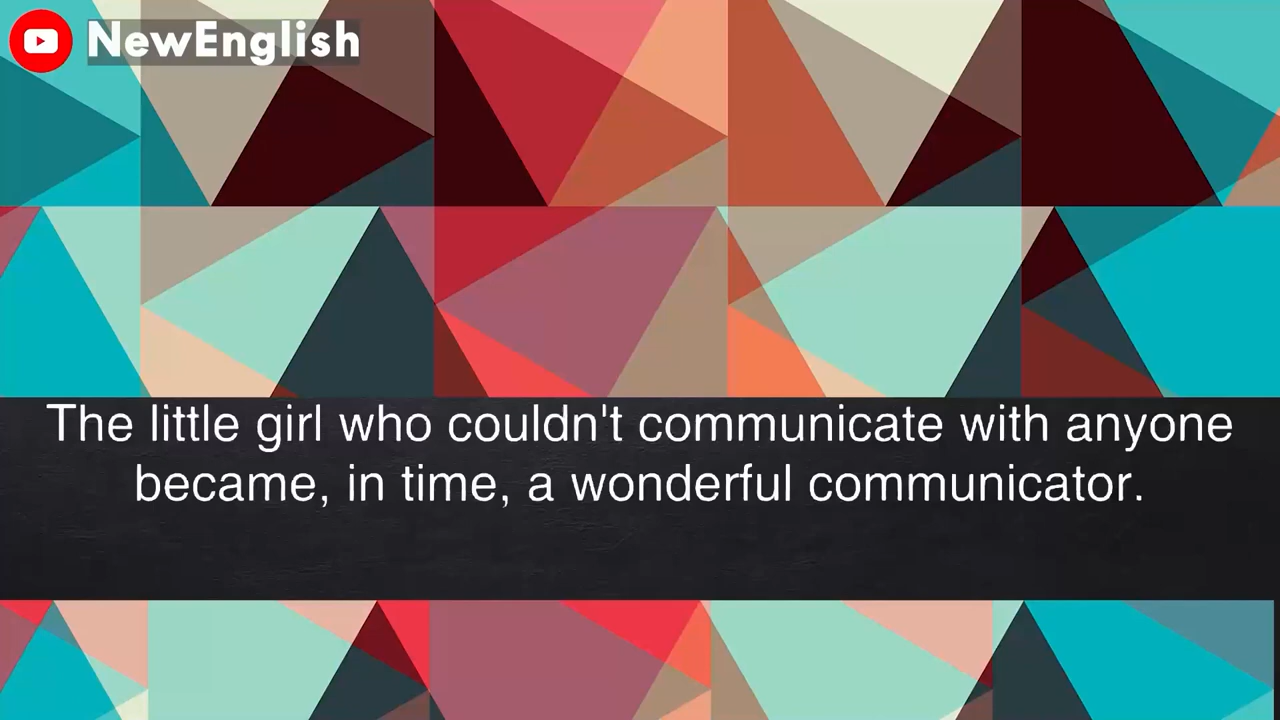 NewEnglish
The little girl who couldn't communicate with anyone
became, in time, a wonderful communicator.